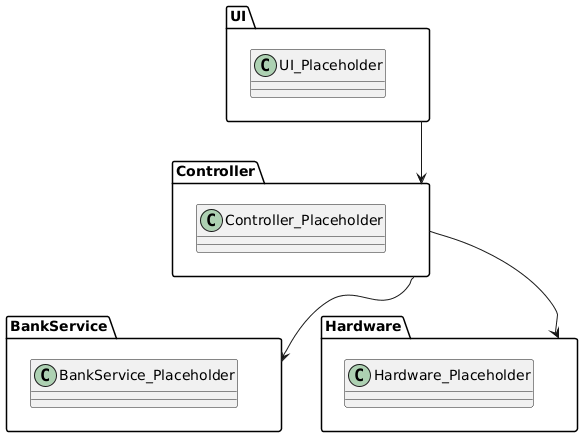 UI
C UI_Placeholder
Controller
C Controller_Placeholder
BankService
C BankService_Placeholder
Hardware
C Hardware_Placeholder